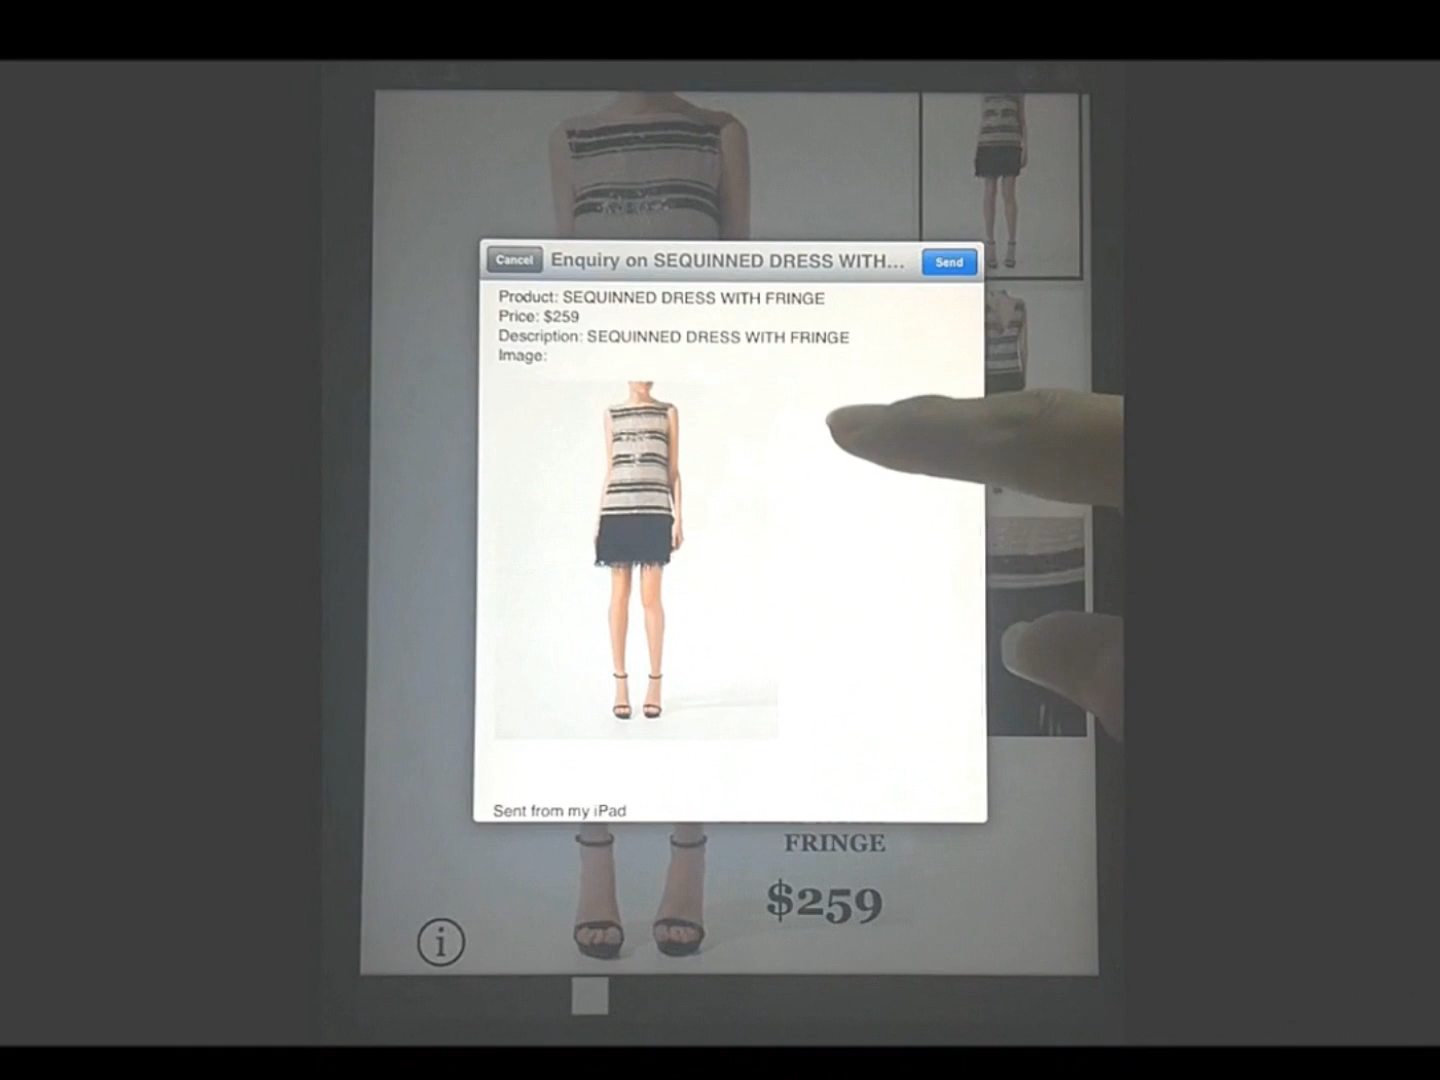 Cancel
Enquiry on SEQUINNED DRESS WITH...
Send
Product: SEQUINNED DRESS WITH FRINGE
Price: $259
Description: SEQUINNED DRESS WITH FRINGE
Image:
Sent from my iPad
FRINGE
$259
i